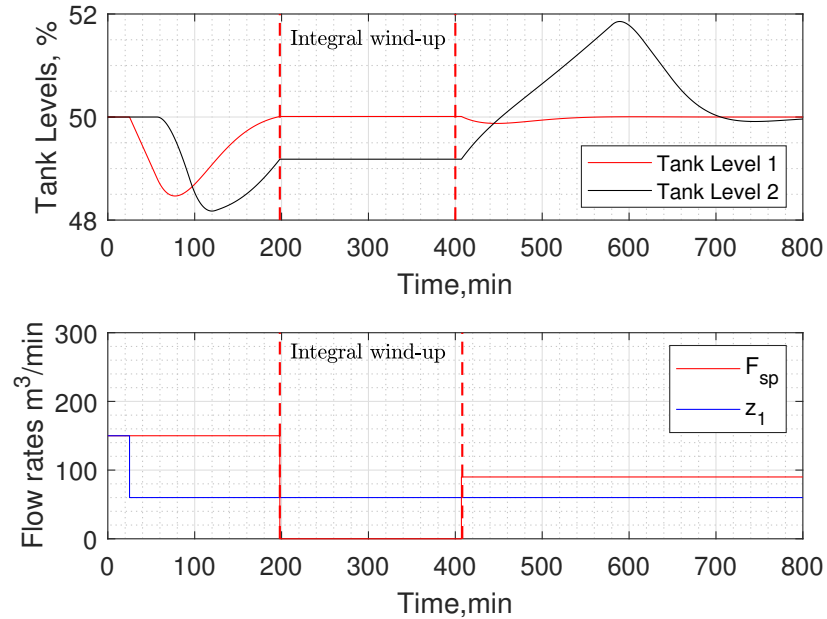 52
50
48
Tank Levels, %
Integral wind-up
Tank Level 1
Tank Level 2
0 100 200 300 400 500 600 700 800
Time,min
300
200
100
0
Flow rates m³/min
Integral wind-up
F_sp
z_1
0 100 200 300 400 500 600 700 800
Time,min